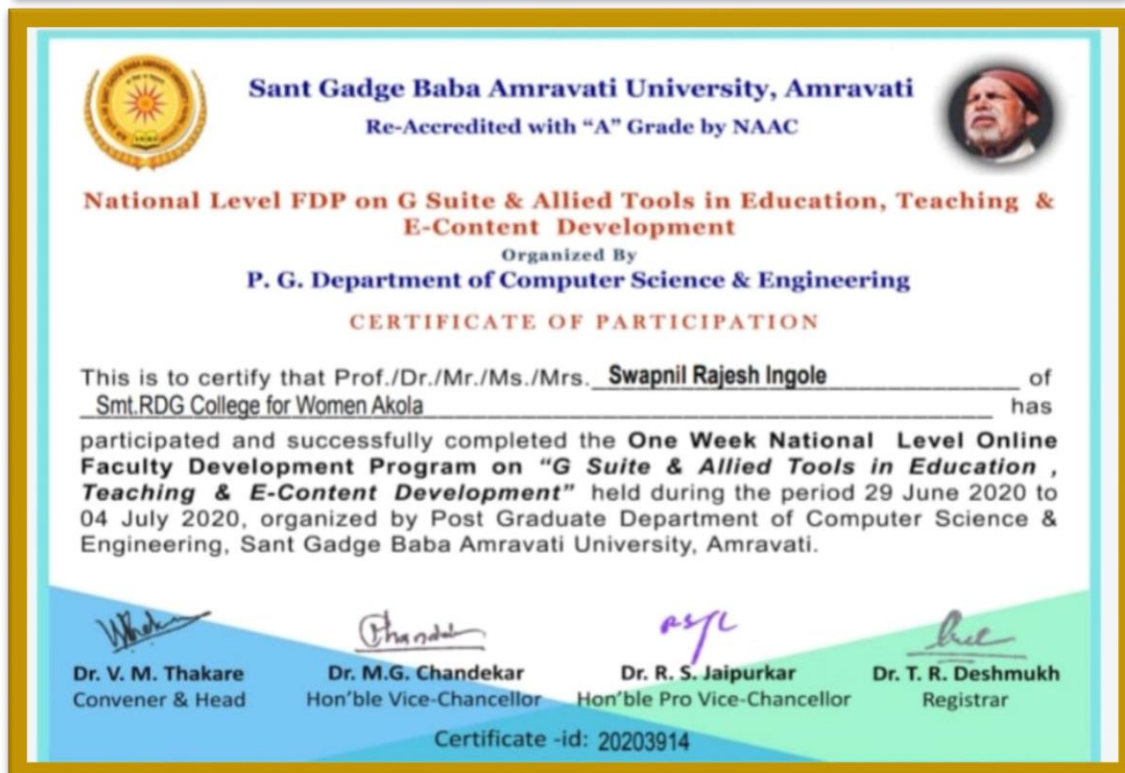 Sant Gadge Baba Amravati University, Amravati
Re-Accredited with “A” Grade by NAAC
National Level FDP on G Suite & Allied Tools in Education, Teaching &
E-Content Development
Organized By
P. G. Department of Computer Science & Engineering
CERTIFICATE OF PARTICIPATION
This is to certify that Prof./Dr./Mr./Ms./Mrs. Swapnil Rajesh Ingole of
Smt.RDG College for Women Akola has
participated and successfully completed the One Week National Level Online
Faculty Development Program on “G Suite & Allied Tools in Education ,
Teaching & E-Content Development” held during the period 29 June 2020 to
04 July 2020, organized by Post Graduate Department of Computer Science &
Engineering, Sant Gadge Baba Amravati University, Amravati.
Dr. V. M. Thakare
Convener & Head
Dr. M.G. Chandekar
Hon’ble Vice-Chancellor
Dr. R. S. Jaipurkar
Hon’ble Pro Vice-Chancellor
Dr. T. R. Deshmukh
Registrar
Certificate -id: 20203914